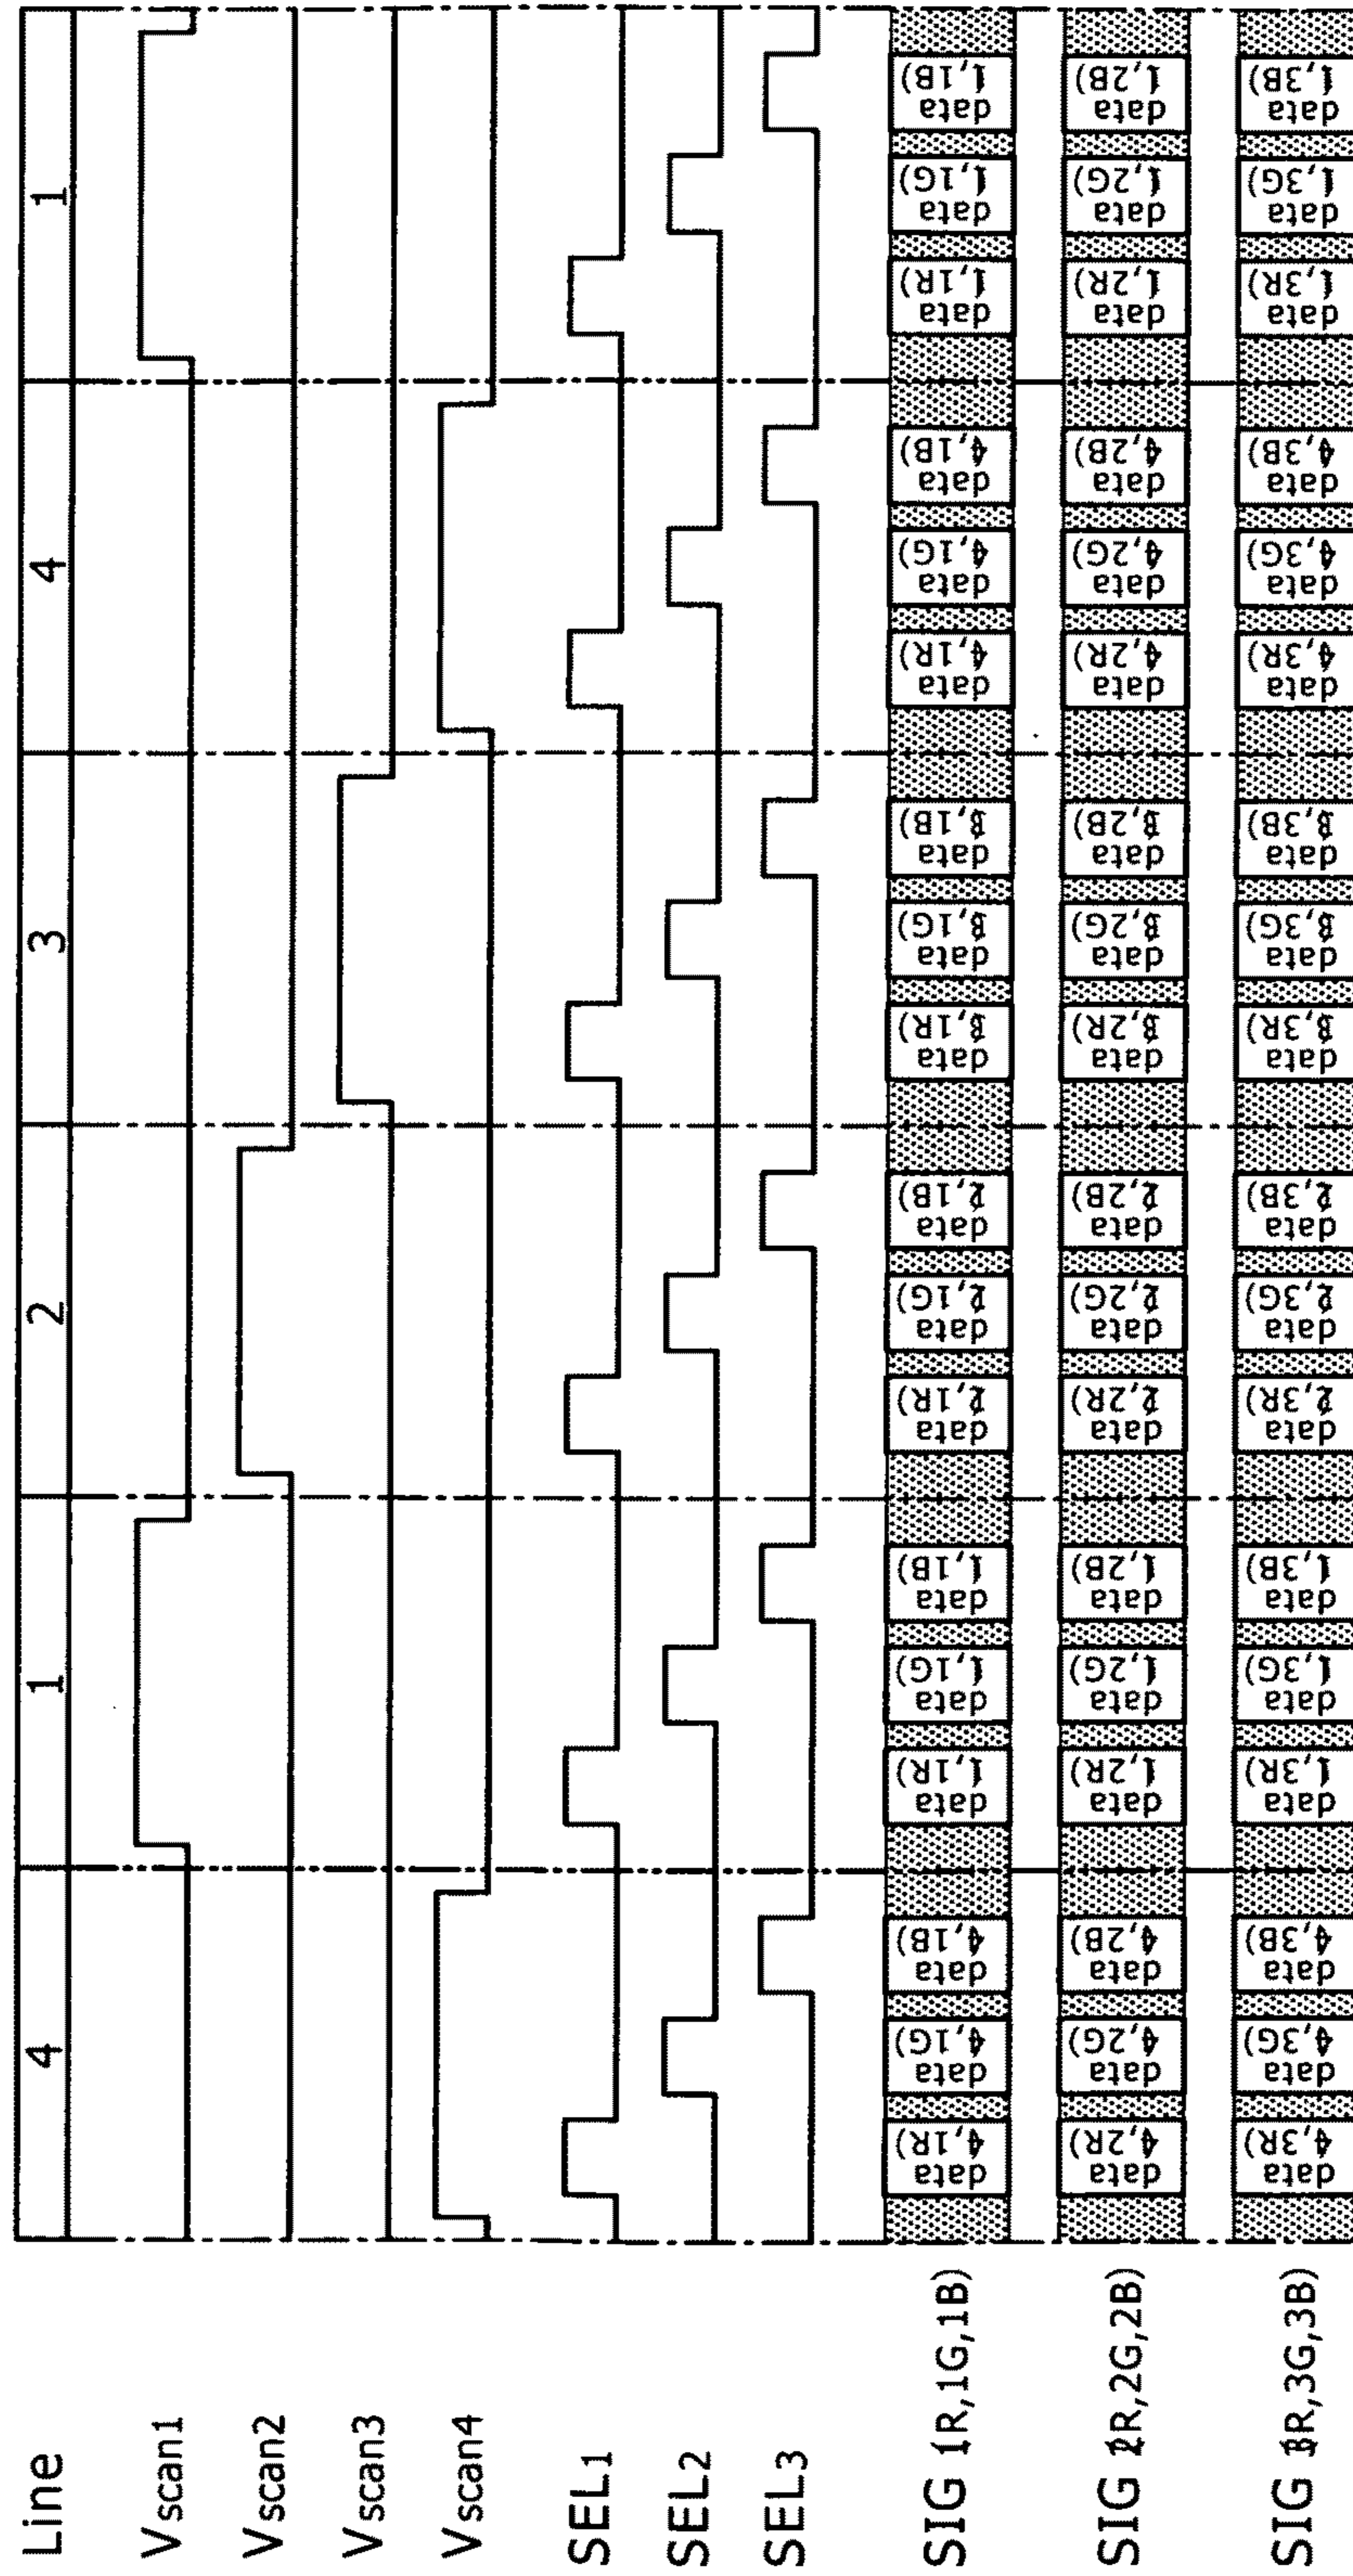 Line 4 1 2 3 4 1
Vscan1
Vscan2
Vscan3
Vscan4
SEL1
SEL2
SEL3
SIG 1(1R,1G,1B)
data (4,1R) data (4,1G) data (4,1B) data (1,1R) data (1,1G) data (1,1B) data (2,1R) data (2,1G) data (2,1B) data (3,1R) data (3,1G) data (3,1B) data (4,1R) data (4,1G) data (4,1B) data (1,1R) data (1,1G) data (1,1B)
SIG 2(2R,2G,2B)
data (4,2R) data (4,2G) data (4,2B) data (1,2R) data (1,2G) data (1,2B) data (2,2R) data (2,2G) data (2,2B) data (3,2R) data (3,2G) data (3,2B) data (4,2R) data (4,2G) data (4,2B) data (1,2R) data (1,2G) data (1,2B)
SIG 3(3R,3G,3B)
data (4,3R) data (4,3G) data (4,3B) data (1,3R) data (1,3G) data (1,3B) data (2,3R) data (2,3G) data (2,3B) data (3,3R) data (3,3G) data (3,3B) data (4,3R) data (4,3G) data (4,3B) data (1,3R) data (1,3G) data (1,3B)